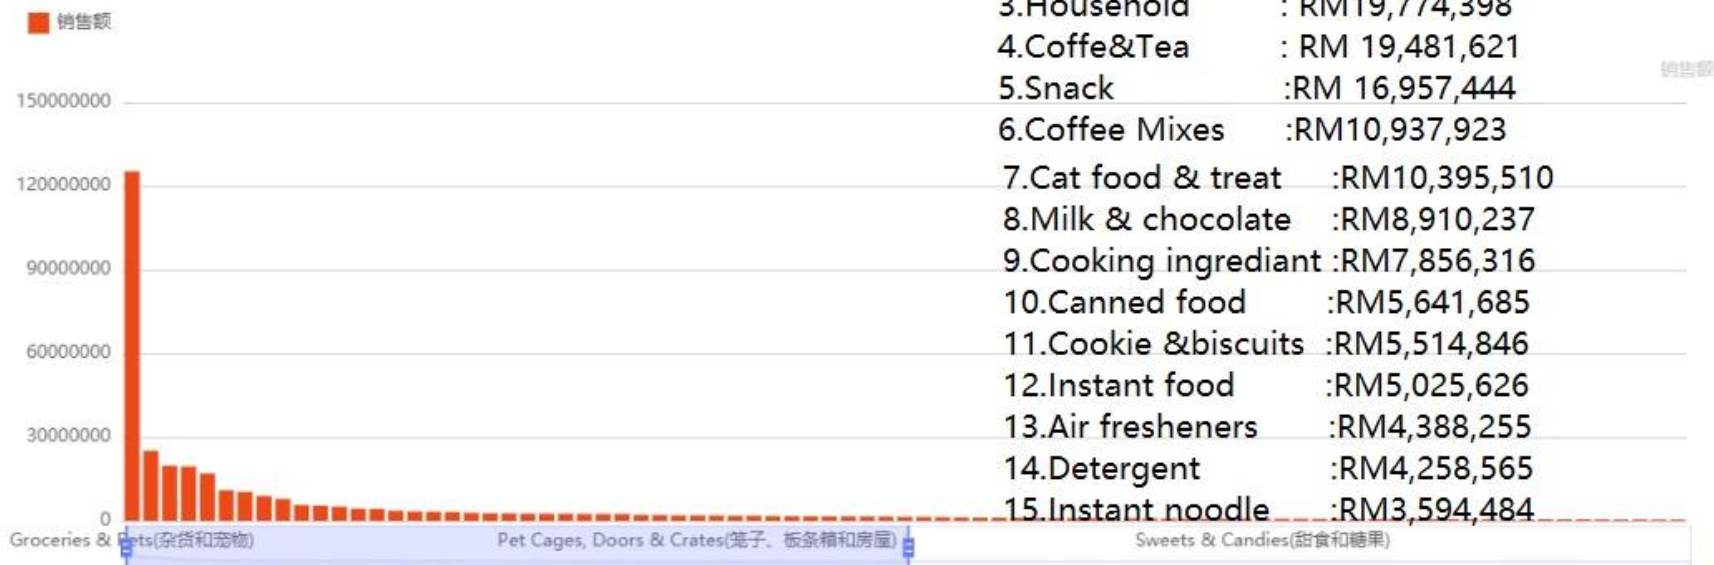 销售额
3.Household : RM19,774,398
4.Coffe&Tea : RM 19,481,621
销售额
5.Snack :RM 16,957,444
150000000
6.Coffee Mixes :RM10,937,923
7.Cat food & treat :RM10,395,510
120000000
8.Milk & chocolate :RM8,910,237
9.Cooking ingrediant :RM7,856,316
90000000
10.Canned food :RM5,641,685
11.Cookie &biscuits :RM5,514,846
60000000
12.Instant food :RM5,025,626
13.Air fresheners :RM4,388,255
30000000
14.Detergent :RM4,258,565
15.Instant noodle :RM3,594,484
0
Groceries & Pets(杂货和宠物)
Pet Cages, Doors & Crates(笼子、板条箱和房屋)
Sweets & Candies(甜食和糖果)